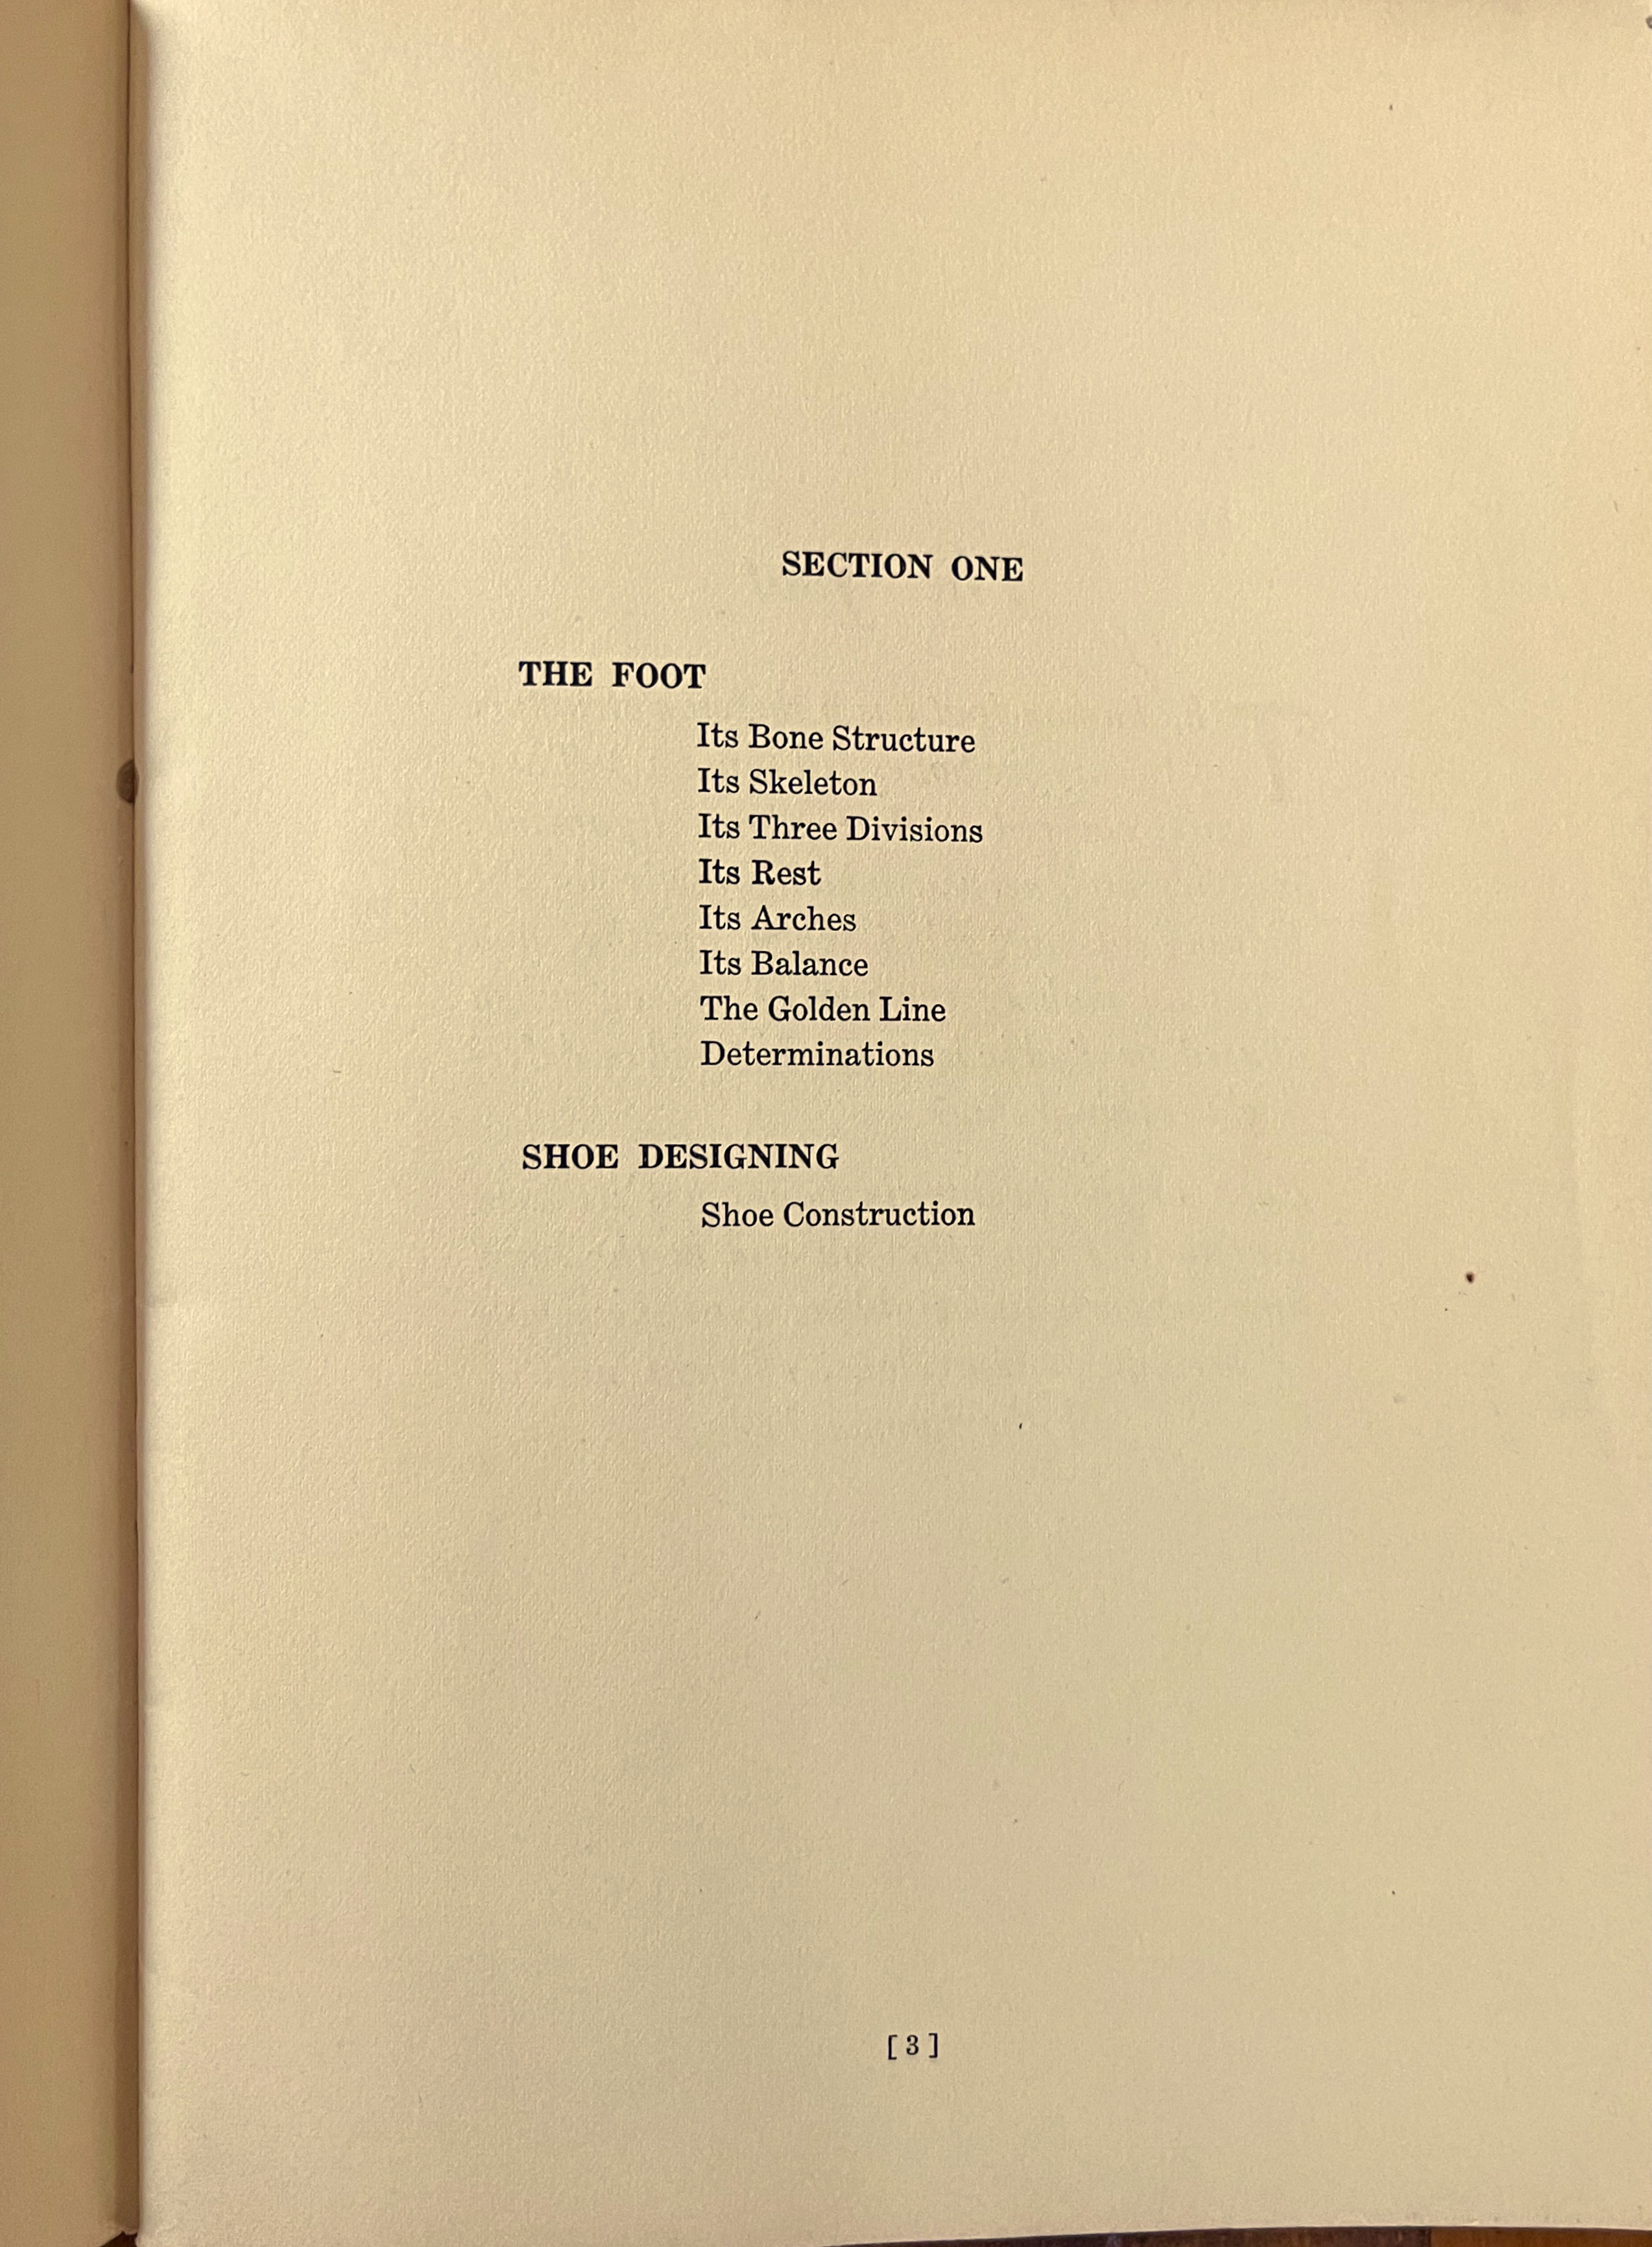 SECTION ONE
THE FOOT
Its Bone Structure
Its Skeleton
Its Three Divisions
Its Rest
Its Arches
Its Balance
The Golden Line
Determinations
SHOE DESIGNING
Shoe Construction
[ 3 ]